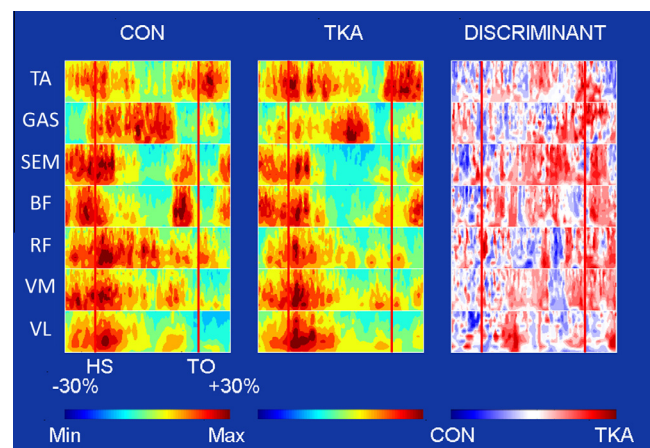 CON TKA DISCRIMINANT
TA
GAS
SEM
BF
RF
VM
VL
HS TO
-30% +30%
Min Max CON TKA